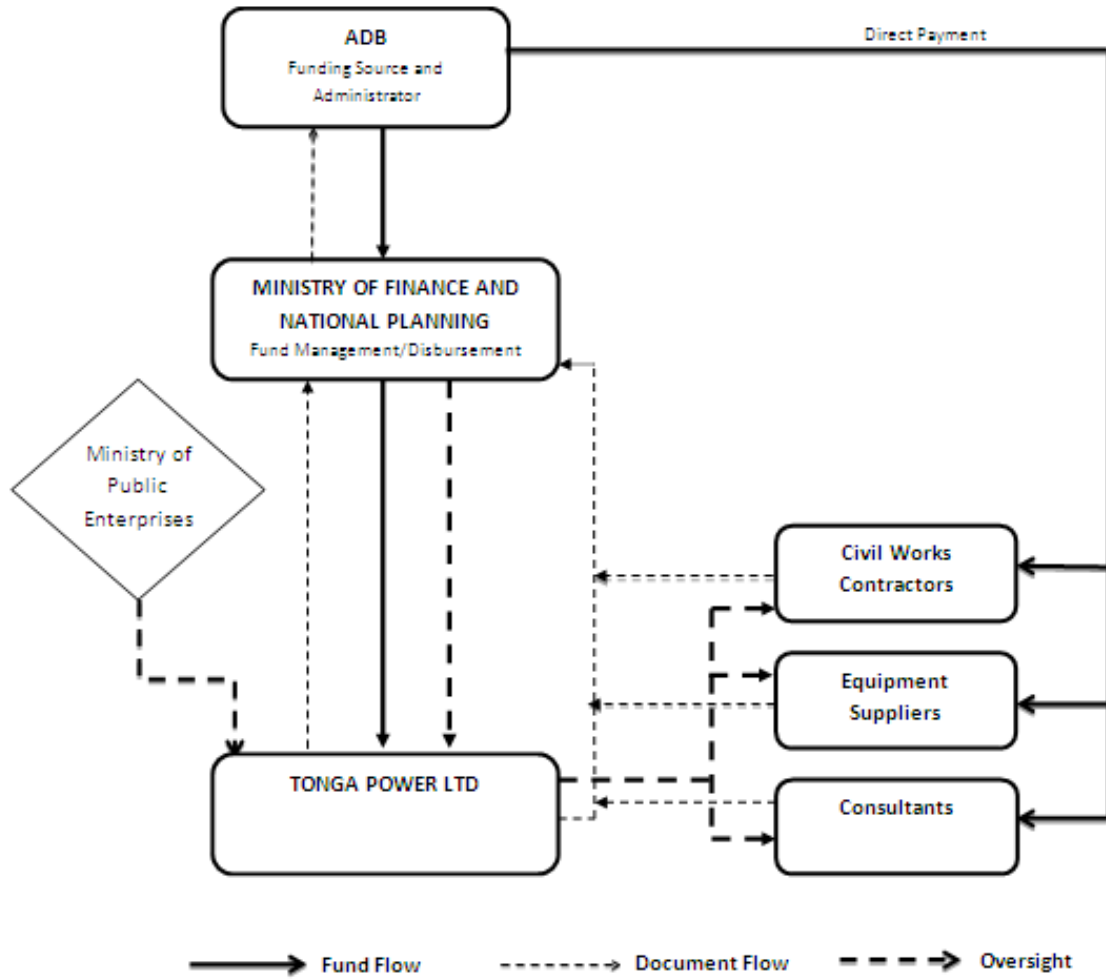 ADB
Funding Source and
Administrator
Direct Payment
MINISTRY OF FINANCE AND
NATIONAL PLANNING
Fund Management/Disbursement
Ministry of
Public
Enterprises
Civil Works
Contractors
Equipment
Suppliers
TONGA POWER LTD
Consultants
Fund Flow
Document Flow
Oversight